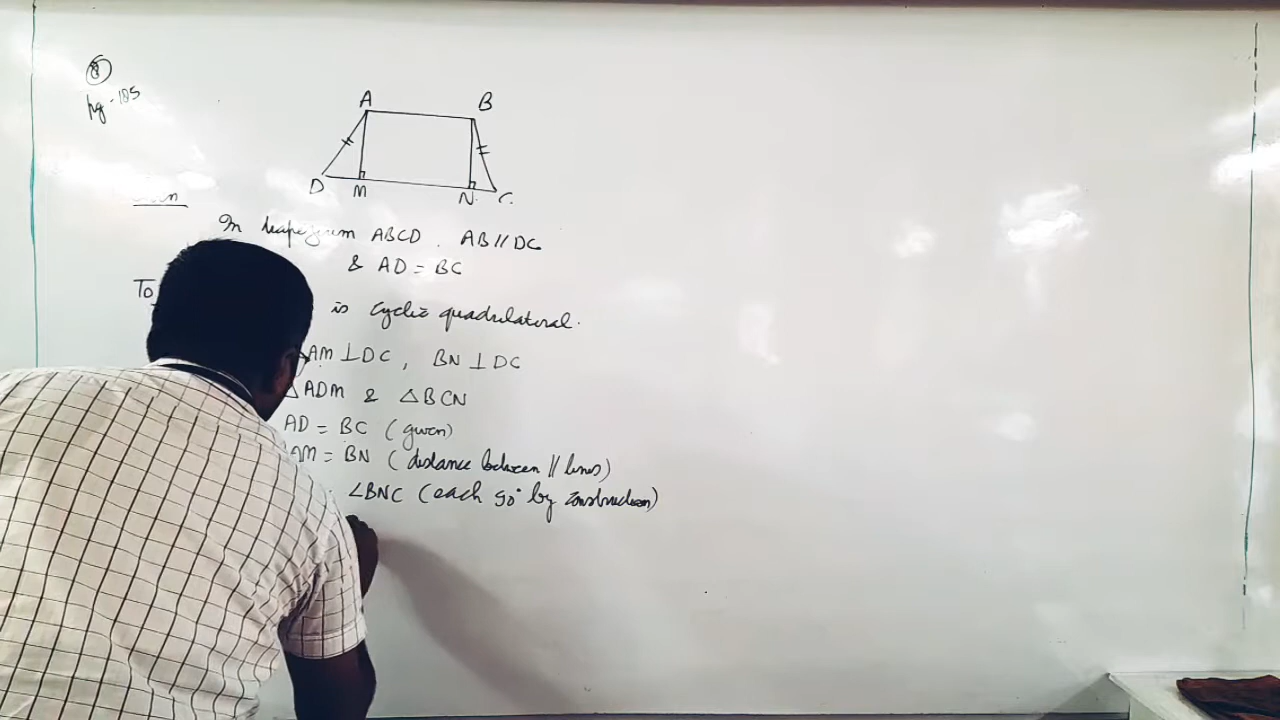 8
pg-185
A B
D M N C
In trapezium ABCD, AB // DC
& AD = BC
To is cyclic quadrilateral.
AM ⊥ DC, BN ⊥ DC
△ADM & △BCN
AD = BC (given)
AM = BN (distance between // lines)
∠BNC (each 90° by construction)